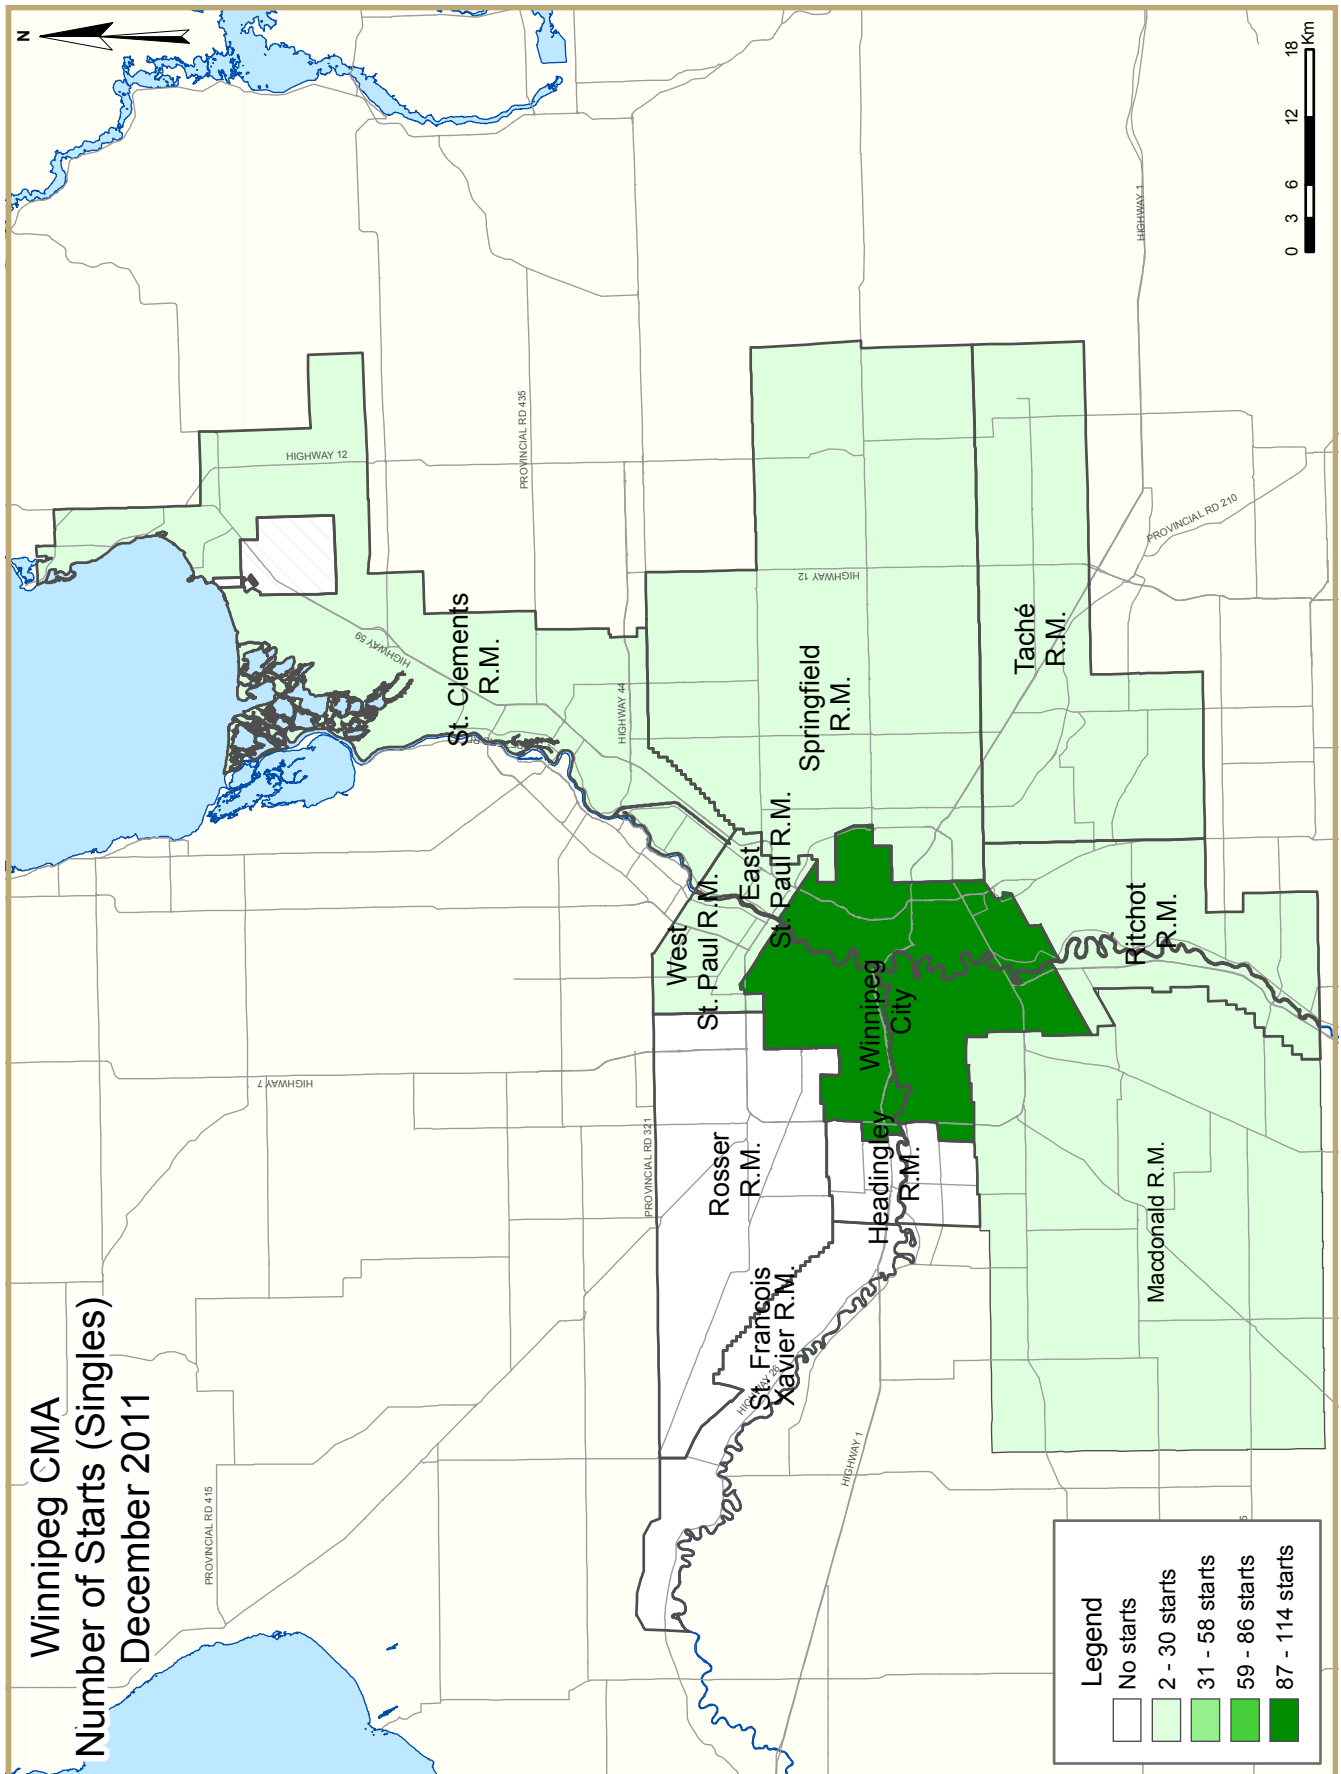 Winnipeg CMA
Number of Starts (Singles)
December 2011
N
HIGHWAY 12
PROVINCIAL RD 435
HIGHWAY 1
HIGHWAY 59
St. Clements
R.M.
HIGHWAY 44
HIGHWAY 12
PROVINCIAL RD 210
Springfield
R.M.
Taché
R.M.
East
St. Paul R.M.
West
St. Paul R.M.
Ritchot
R.M.
Winnipeg
City
HIGHWAY 7
PROVINCIAL RD 321
Rosser
R.M.
Headingley
R.M.
Macdonald R.M.
St. Francois
Xavier R.M.
HIGHWAY 26
HIGHWAY 1
PROVINCIAL RD 415
Legend
No starts
2 - 30 starts
31 - 58 starts
59 - 86 starts
87 - 114 starts
0 3 6 12 18
Km